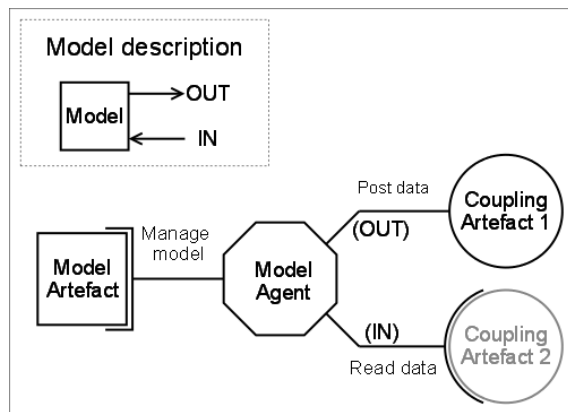 Model description
Model
OUT
IN
Post data
(OUT)
Coupling
Artefact 1
Manage
model
Model
Artefact
Model
Agent
(IN)
Read data
Coupling
Artefact 2